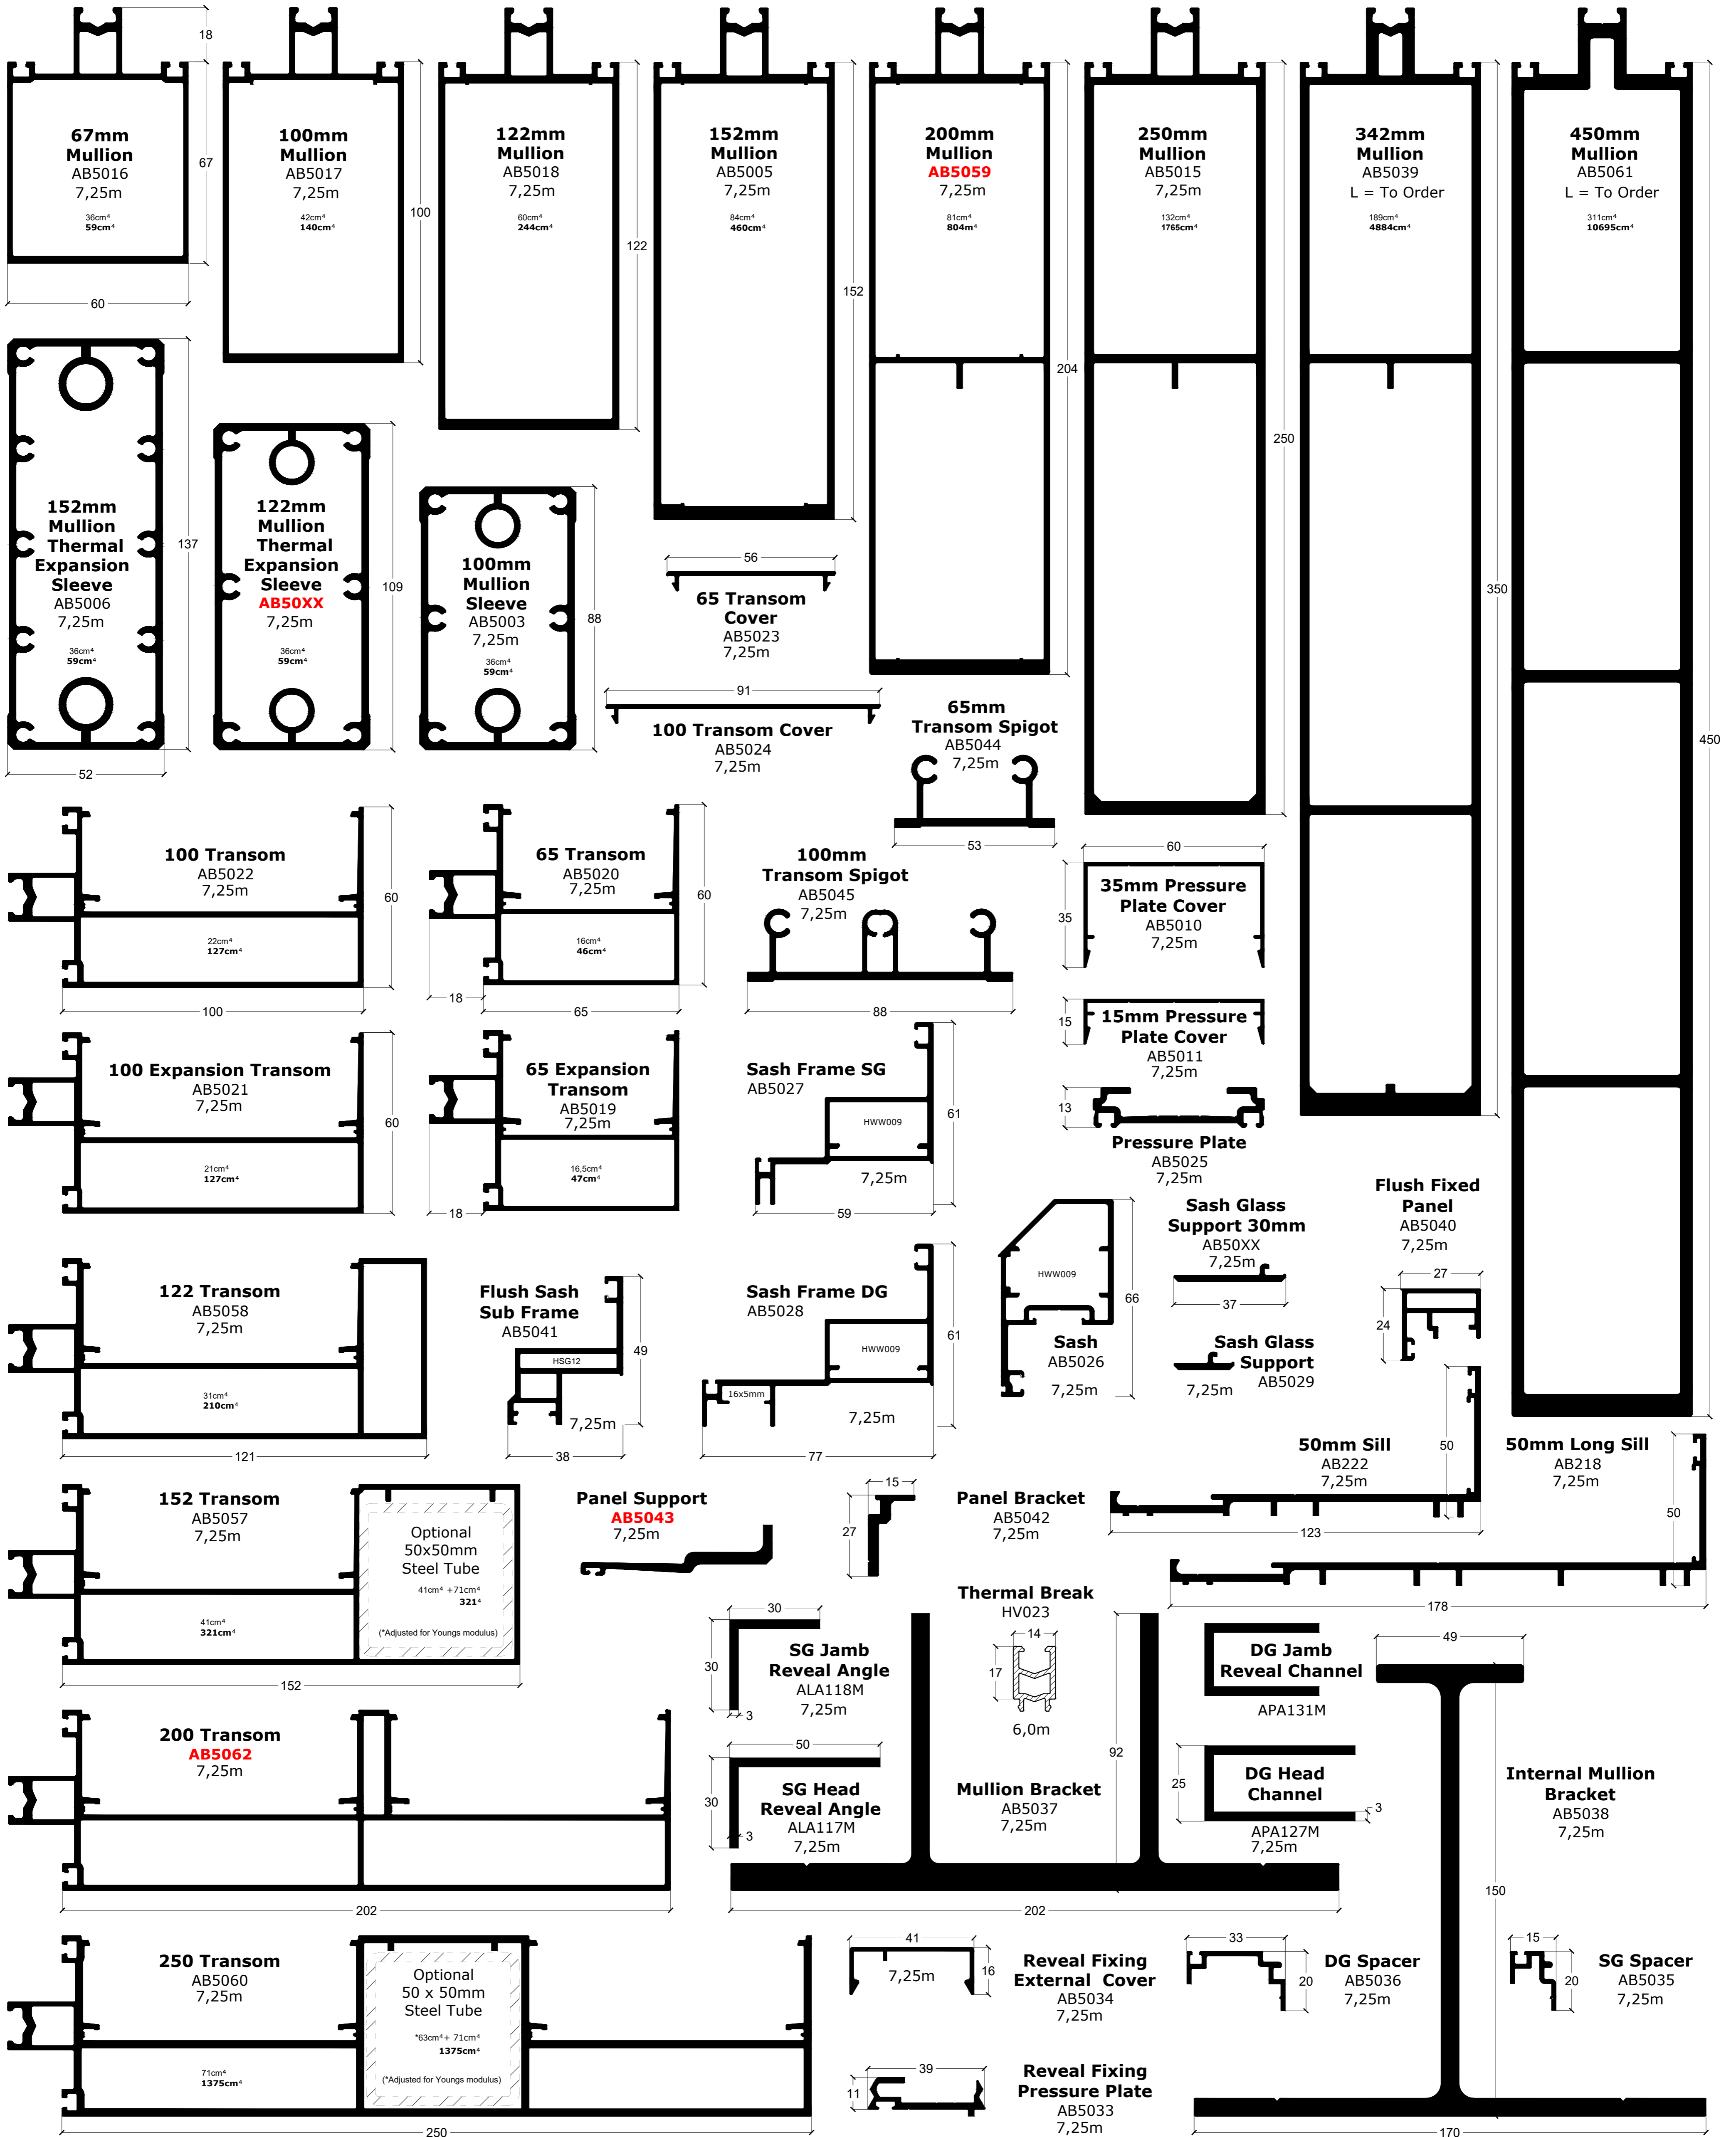 18
67mm
Mullion
AB5016
7,25m
36cm⁴
59cm⁴
67
60
100mm
Mullion
AB5017
7,25m
42cm⁴
140cm⁴
100
122mm
Mullion
AB5018
7,25m
60cm⁴
244cm⁴
122
152mm
Mullion
AB5005
7,25m
84cm⁴
460cm⁴
152
200mm
Mullion
AB5059
7,25m
81cm⁴
804m⁴
204
250mm
Mullion
AB5015
7,25m
132cm⁴
1765cm⁴
250
342mm
Mullion
AB5039
L = To Order
189cm⁴
4884cm⁴
350
450mm
Mullion
AB5061
L = To Order
311cm⁴
10695cm⁴
450
152mm
Mullion
Thermal
Expansion
Sleeve
AB5006
7,25m
36cm⁴
59cm⁴
137
52
122mm
Mullion
Thermal
Expansion
Sleeve
AB50XX
7,25m
36cm⁴
59cm⁴
109
100mm
Mullion
Sleeve
AB5003
7,25m
36cm⁴
59cm⁴
88
56
65 Transom
Cover
AB5023
7,25m
91
100 Transom Cover
AB5024
7,25m
65mm
Transom Spigot
AB5044
7,25m
53
100 Transom
AB5022
7,25m
22cm⁴
127cm⁴
60
100
65 Transom
AB5020
7,25m
16cm⁴
46cm⁴
60
18
65
100mm
Transom Spigot
AB5045
7,25m
88
60
35mm Pressure
Plate Cover
AB5010
7,25m
35
15mm Pressure
Plate Cover
AB5011
7,25m
15
13
Pressure Plate
AB5025
7,25m
100 Expansion Transom
AB5021
7,25m
21cm⁴
127cm⁴
60
65 Expansion
Transom
AB5019
7,25m
16,5cm⁴
47cm⁴
18
Sash Frame SG
AB5027
HWW009
7,25m
61
59
Sash Glass
Support 30mm
AB50XX
7,25m
37
Flush Fixed
Panel
AB5040
7,25m
27
24
122 Transom
AB5058
7,25m
31cm⁴
210cm⁴
121
Flush Sash
Sub Frame
AB5041
HSG12
7,25m
49
38
Sash Frame DG
AB5028
HWW009
16x5mm
7,25m
61
77
HWW009
Sash
AB5026
7,25m
66
Sash Glass
Support
AB5029
7,25m
50mm Sill
AB222
7,25m
50
123
50mm Long Sill
AB218
7,25m
50
178
152 Transom
AB5057
7,25m
41cm⁴
321cm⁴
Optional
50x50mm
Steel Tube
41cm⁴ +71cm⁴
321⁴
(*Adjusted for Youngs modulus)
152
Panel Support
AB5043
7,25m
15
27
Panel Bracket
AB5042
7,25m
Thermal Break
HV023
14
17
6,0m
30
30
SG Jamb
Reveal Angle
ALA118M
7,25m
3
DG Jamb
Reveal Channel
APA131M
49
200 Transom
AB5062
7,25m
202
50
30
SG Head
Reveal Angle
ALA117M
7,25m
3
92
Mullion Bracket
AB5037
7,25m
202
25
DG Head
Channel
3
APA127M
7,25m
Internal Mullion
Bracket
AB5038
7,25m
150
170
250 Transom
AB5060
7,25m
71cm⁴
1375cm⁴
Optional
50 x 50mm
Steel Tube
*63cm⁴+ 71cm⁴
1375cm⁴
(*Adjusted for Youngs modulus)
250
41
7,25m
16
Reveal Fixing
External Cover
AB5034
7,25m
39
11
Reveal Fixing
Pressure Plate
AB5033
7,25m
33
20
DG Spacer
AB5036
7,25m
15
20
SG Spacer
AB5035
7,25m